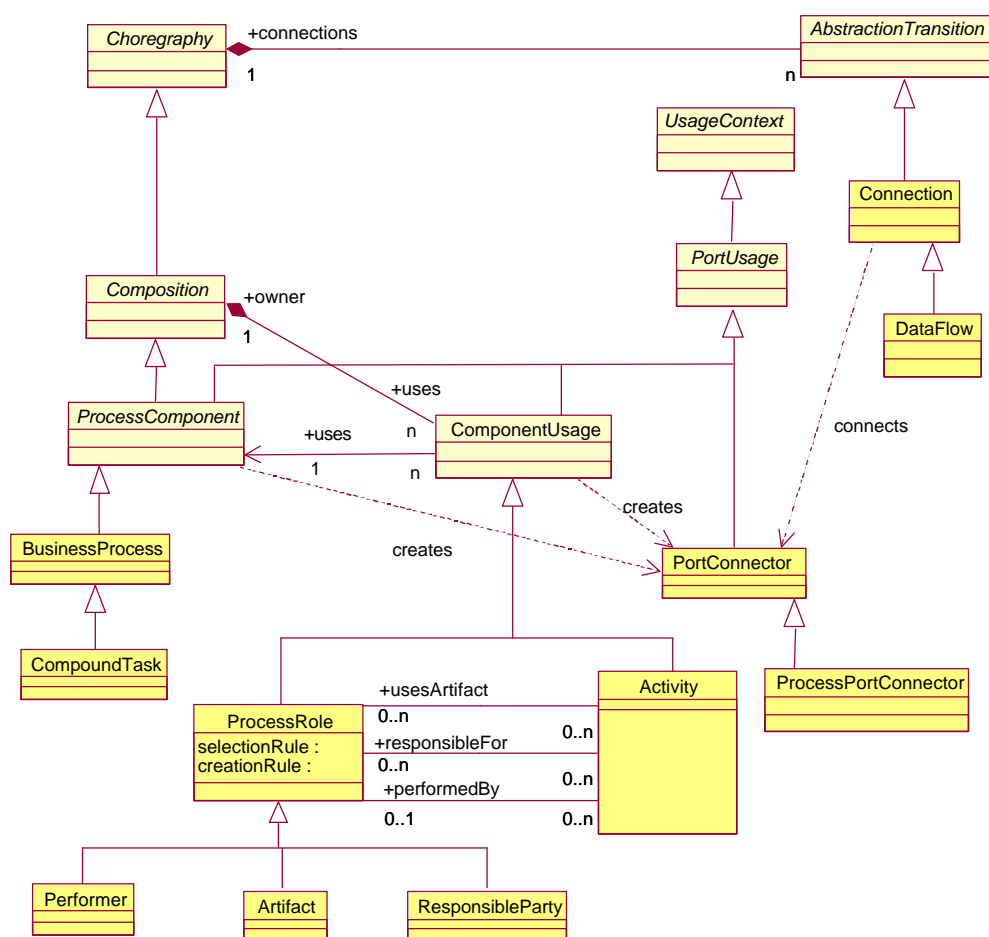 Choregraphy
+connections
AbstractionTransition
1
n
UsageContext
Connection
PortUsage
Composition
+owner
1
DataFlow
+uses
ProcessComponent
n
ComponentUsage
connects
+uses
1
n
creates
creates
BusinessProcess
PortConnector
CompoundTask
ProcessPortConnector
Activity
+usesArtifact
0..n
0..n
ProcessRole
selectionRule :
creationRule :
+responsibleFor
0..n
0..n
+performedBy
0..1
0..n
Performer
Artifact
ResponsibleParty